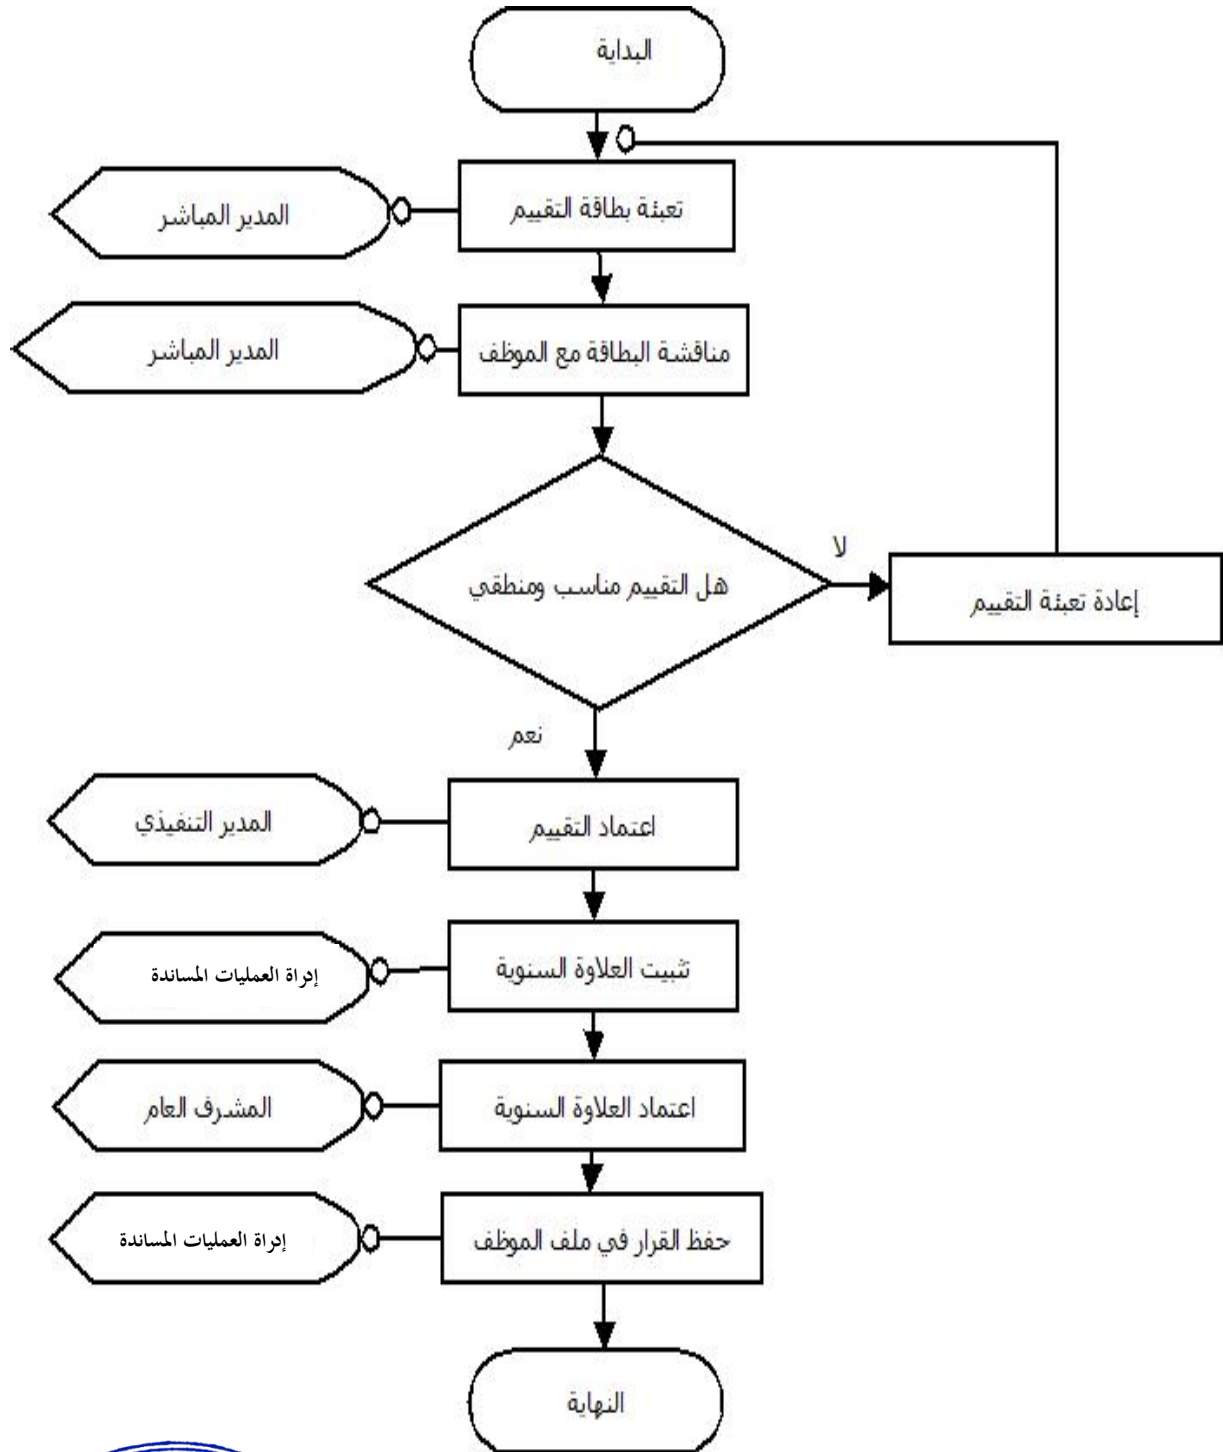 البداية
تعبئة بطاقة التقييم
المدير المباشر
مناقشة البطاقة مع الموظف
المدير المباشر
هل التقييم مناسب ومنطقي
لا
إعادة تعبئة التقييم
نعم
اعتماد التقييم
المدير التنفيذي
تثبيت العلاوة السنوية
إدراة العمليات المساندة
اعتماد العلاوة السنوية
المشرف العام
حفظ القرار في ملف الموظف
إدراة العمليات المساندة
النهاية